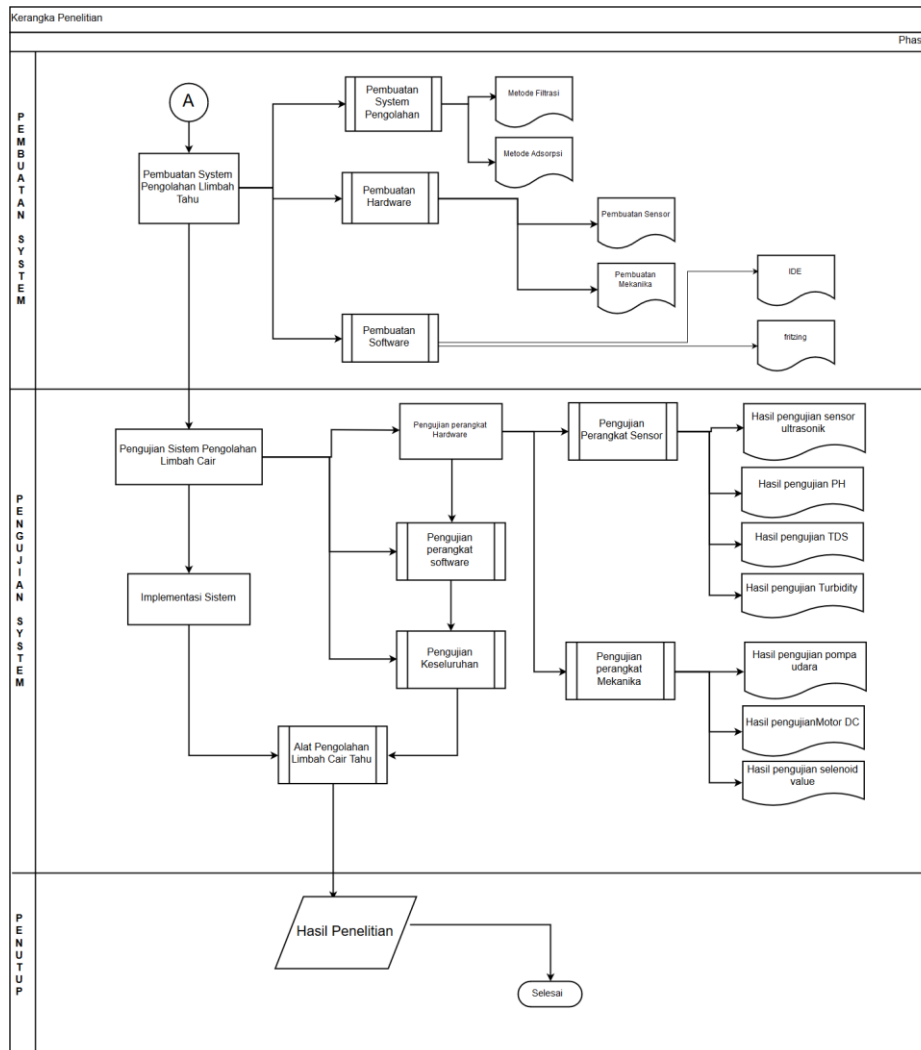 Kerangka Penelitian
Phas
PEMBUATAN SYSTEM
A
Pembuatan System
Pengolahan Llimbah
Tahu
Pembuatan
System
Pengolahan
Metode Filtrasi
Metode Adsorpsi
Pembuatan
Hardware
Pembuatan Sensor
Pembuatan
Mekanika
Pembuatan
Software
IDE
fritzing
PENGUJIAN SYSTEM
Pengujian Sistem Pengolahan
Limbah Cair
Pengujian perangkat
Hardware
Pengujian
Perangkat Sensor
Hasil pengujian sensor
ultrasonik
Hasil pengujian PH
Hasil pengujian TDS
Hasil pengujian Turbidity
Pengujian
perangkat
software
Implementasi Sistem
Pengujian
Keseluruhan
Pengujian
perangkat
Mekanika
Hasil pengujian pompa
udara
Hasil pengujianMotor DC
Hasil pengujian selenoid
value
Alat Pengolahan
Limbah Cair Tahu
PENUTUP
Hasil Penelitian
Selesai